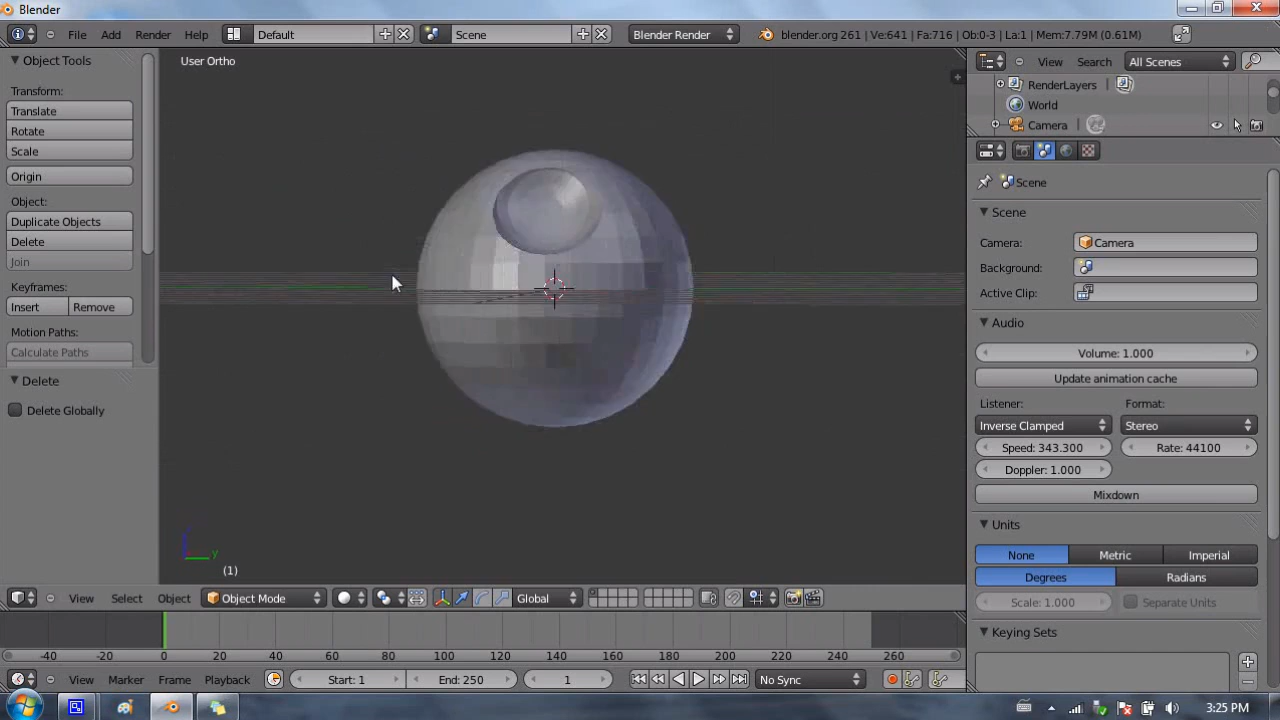 Blender
File Add Render Help Default Scene Blender Render blender.org 261 | Ve:641 | Fa:716 | Ob:0-3 | La:1 | Mem:7.79M (0.61M)
Object Tools
Transform:
Translate
Rotate
Scale
Origin
Object:
Duplicate Objects
Delete
Join
Keyframes:
Insert Remove
Motion Paths:
Calculate Paths
Delete
Delete Globally
User Ortho
y
(1)
View Search All Scenes
RenderLayers
World
Camera
Scene
Scene
Camera: Camera
Background:
Active Clip:
Audio
Volume: 1.000
Update animation cache
Listener: Format:
Inverse Clamped Stereo
Speed: 343.300 Rate: 44100
Doppler: 1.000
Mixdown
Units
None Metric Imperial
Degrees Radians
Scale: 1.000 Separate Units
Keying Sets
View Select Object Object Mode Global
-40 -20 0 20 40 60 80 100 120 140 160 180 200 220 240 260
View Marker Frame Playback Start: 1 End: 250 1 No Sync
3:25 PM